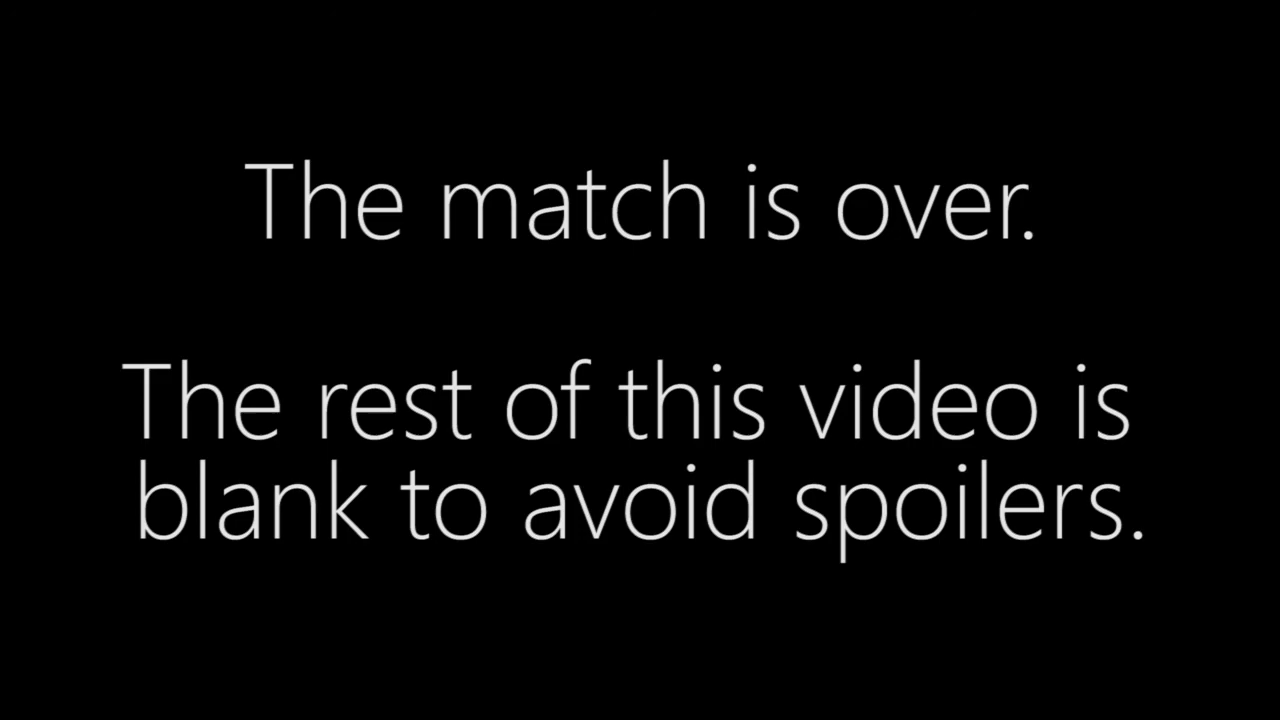 The match is over.
The rest of this video is
blank to avoid spoilers.